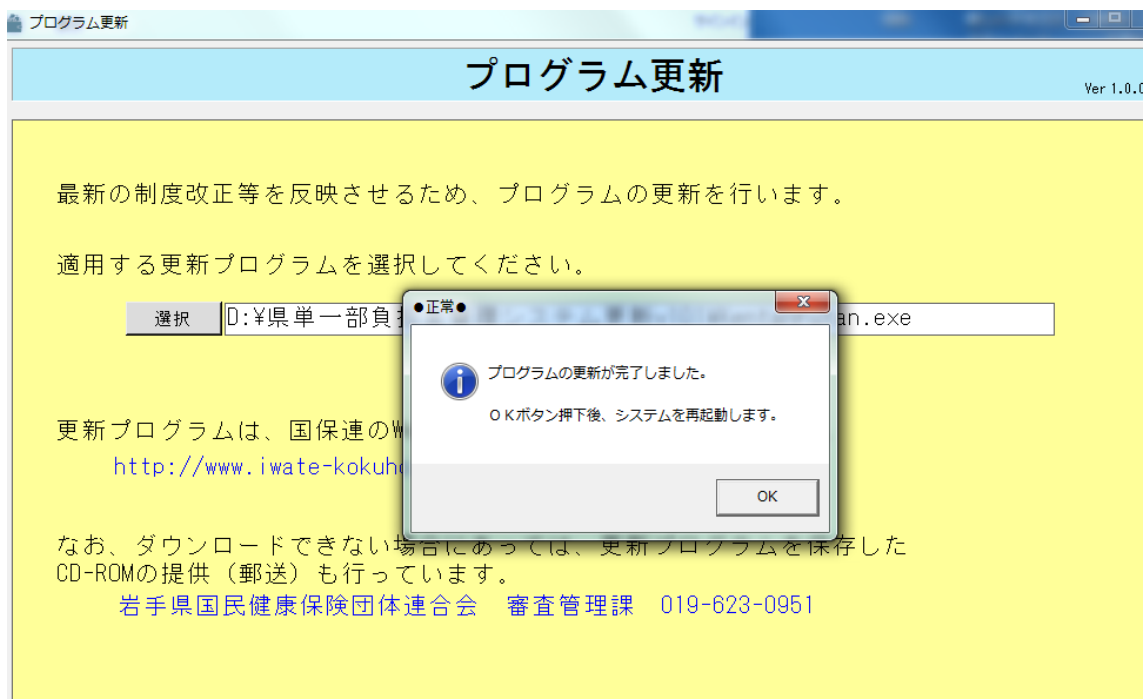 プログラム更新
プログラム更新
Ver 1.0.
最新の制度改正等を反映させるため、プログラムの更新を行います。
適用する更新プログラムを選択してください。
選択
D:¥県単一部負
an.exe
●正常●
プログラムの更新が完了しました。
OKボタン押下後、システムを再起動します。
OK
更新プログラムは、国保連の
http://www.iwate-kokuh
なお、ダウンロードできない場合にあっては、更新プログラムを保存した
CD-ROMの提供（郵送）も行っています。
岩手県国民健康保険団体連合会　審査管理課　019-623-0951